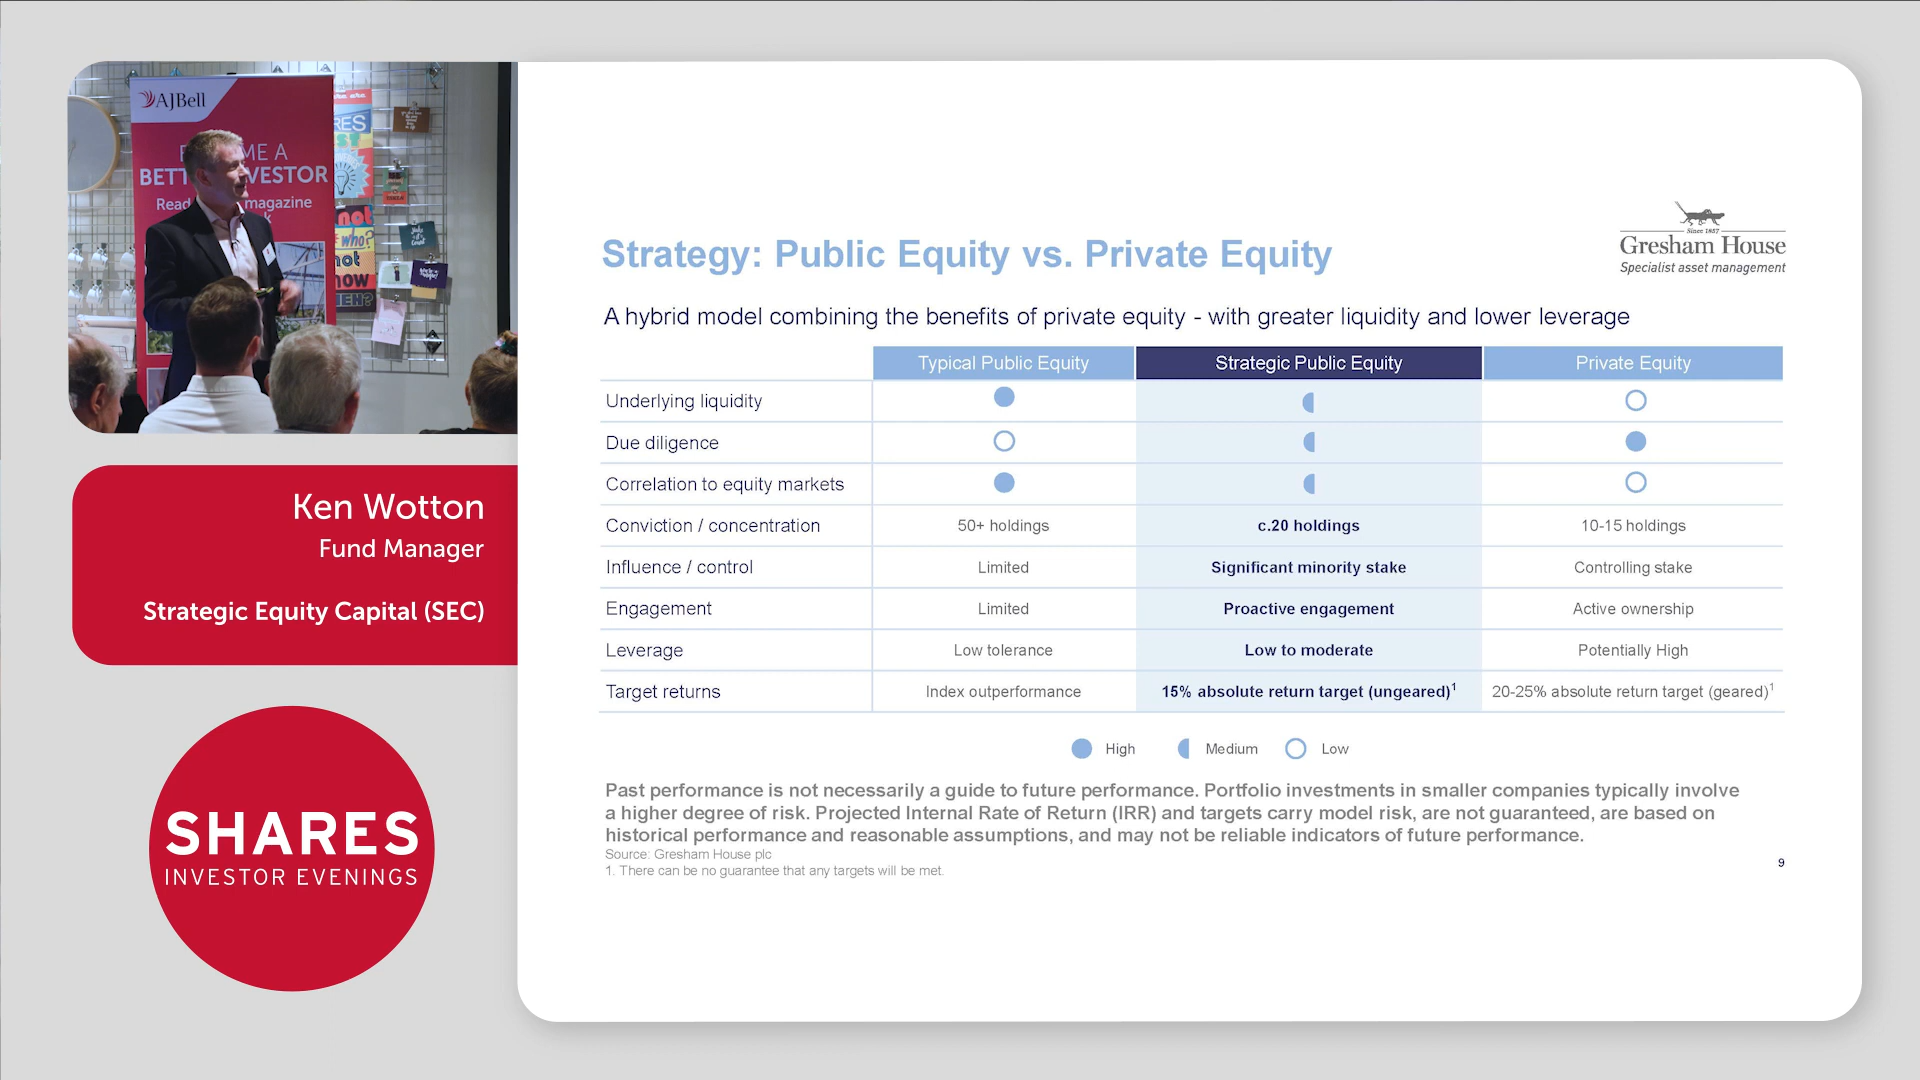 AJBell
ME A
BETT VESTOR
Read magazine
k
RES
not
who?
not
Ken Wotton
Fund Manager
Strategic Equity Capital (SEC)
SHARES
INVESTOR EVENINGS
Since 1857
Gresham House
Specialist asset management
Strategy: Public Equity vs. Private Equity
A hybrid model combining the benefits of private equity - with greater liquidity and lower leverage
Typical Public Equity Strategic Public Equity Private Equity
Underlying liquidity
Due diligence
Correlation to equity markets
Conviction / concentration 50+ holdings c.20 holdings 10-15 holdings
Influence / control Limited Significant minority stake Controlling stake
Engagement Limited Proactive engagement Active ownership
Leverage Low tolerance Low to moderate Potentially High
Target returns Index outperformance 15% absolute return target (ungeared)1 20-25% absolute return target (geared)1
High Medium Low
Past performance is not necessarily a guide to future performance. Portfolio investments in smaller companies typically involve
a higher degree of risk. Projected Internal Rate of Return (IRR) and targets carry model risk, are not guaranteed, are based on
historical performance and reasonable assumptions, and may not be reliable indicators of future performance.
Source: Gresham House plc
1. There can be no guarantee that any targets will be met.
9